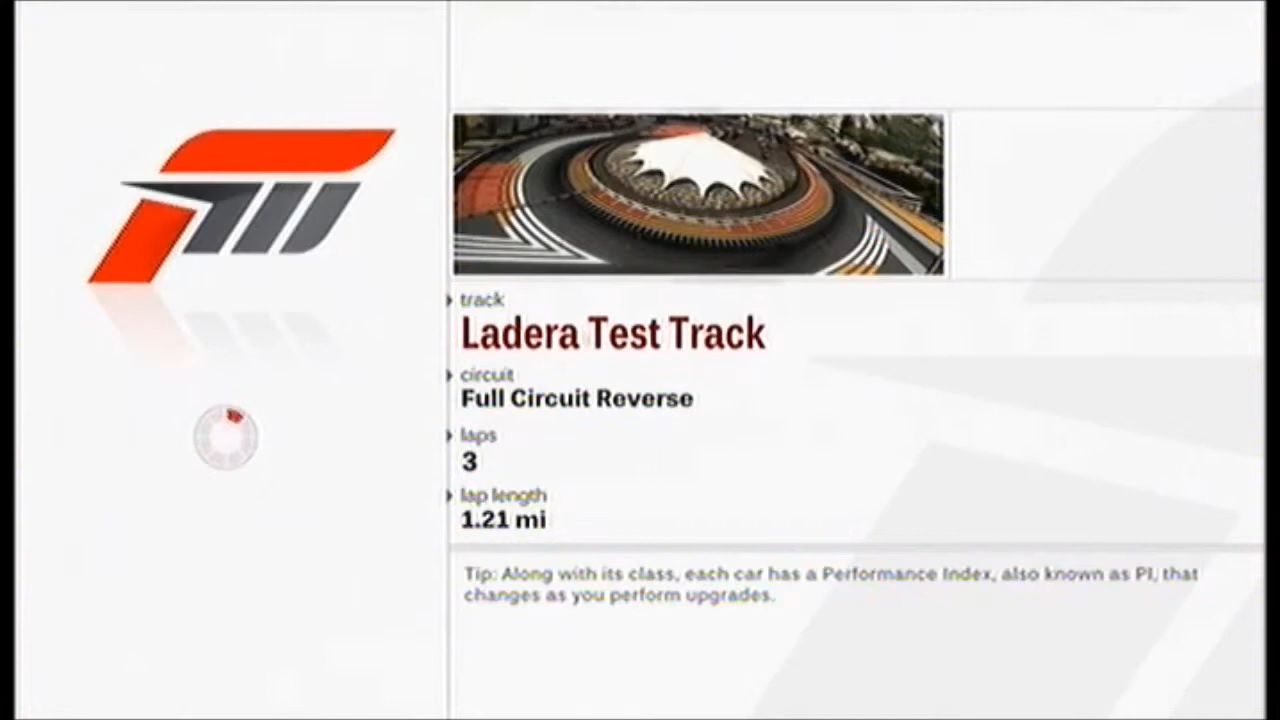 track
Ladera Test Track
circuit
Full Circuit Reverse
laps
3
lap length
1.21 mi
Tip: Along with its class, each car has a Performance Index, also known as PI, that
changes as you perform upgrades.